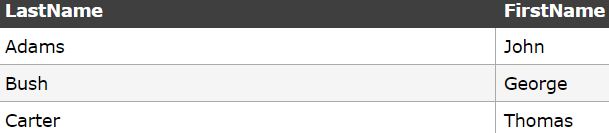 LastName FirstName
Adams John
Bush George
Carter Thomas